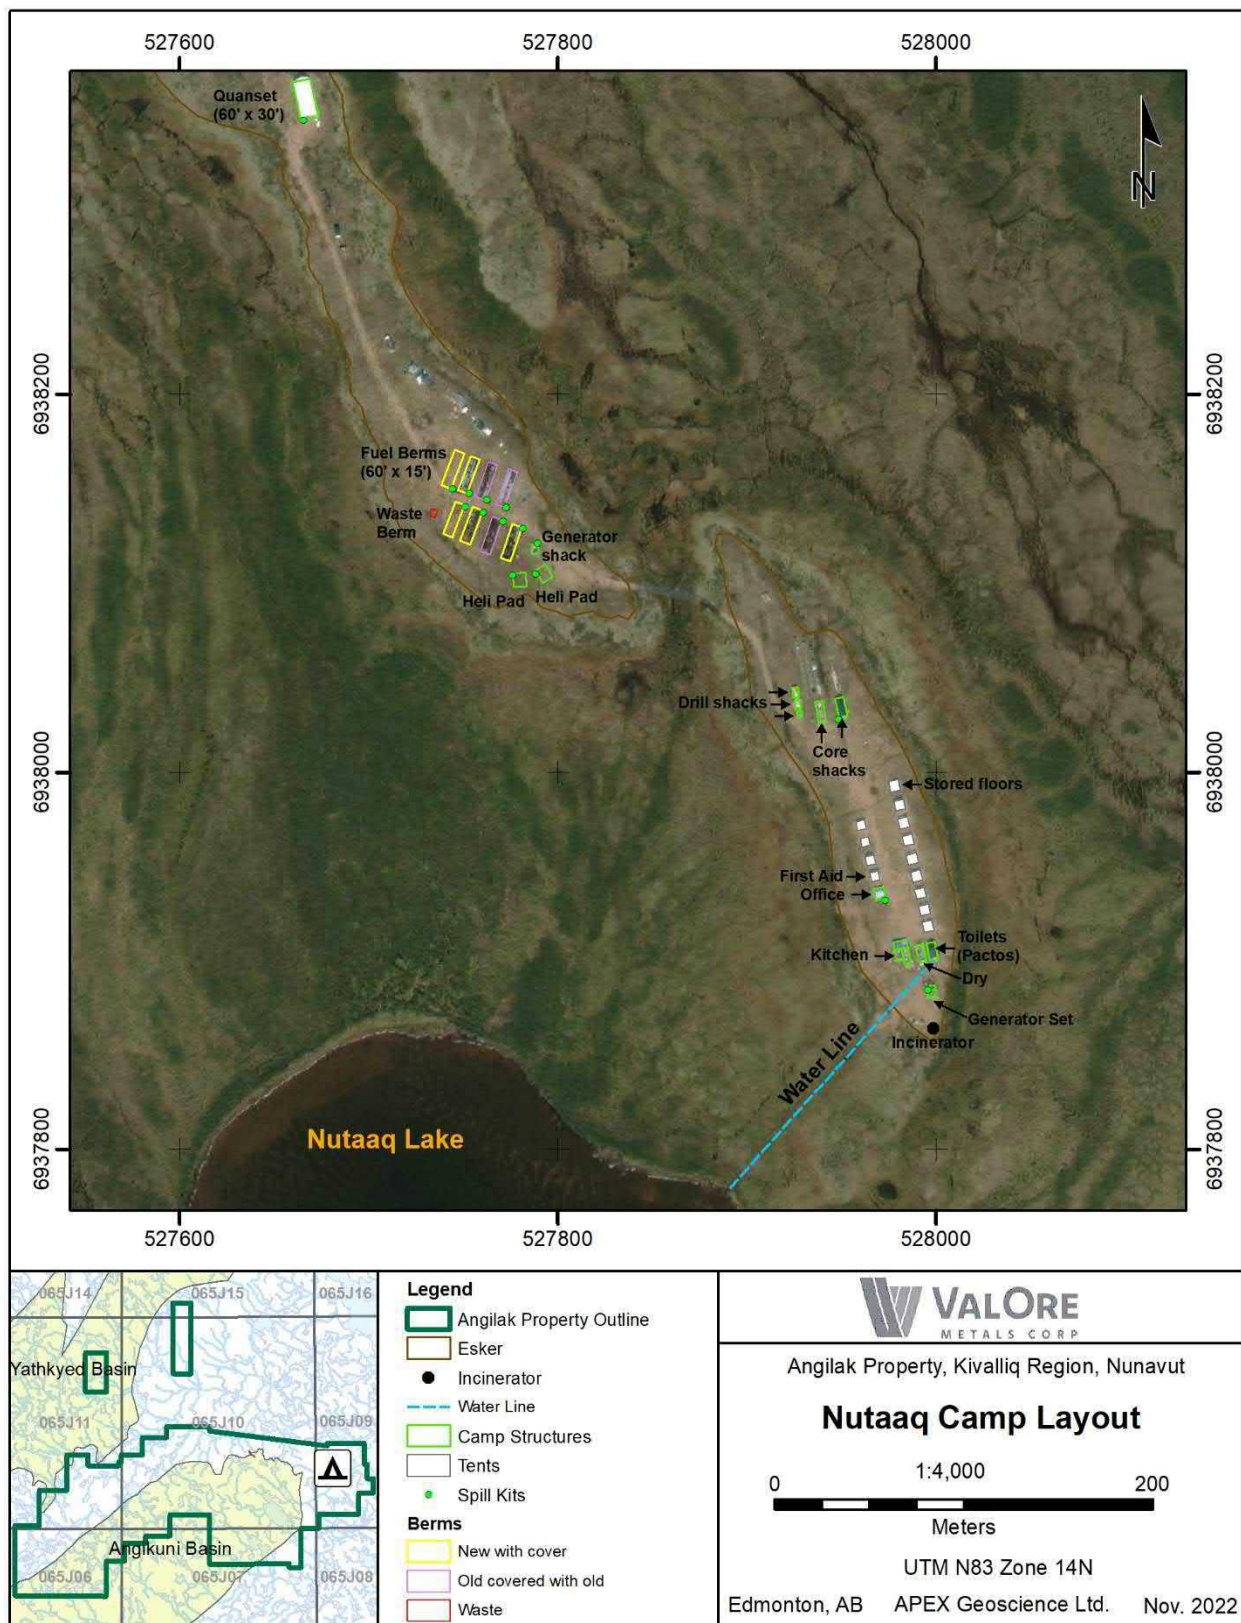 527600
527800
528000
Quanset
(60' x 30')
N
6938200
6938200
Fuel Berms
(60' x 15')
Waste
Berm
Generator
shack
Heli Pad
Heli Pad
Drill shacks
Core
shacks
6938000
6938000
Stored floors
First Aid
Office
Kitchen
Toilets
(Pactos)
Dry
Generator Set
Incinerator
Water Line
Nutaaq Lake
6937800
6937800
527600
527800
528000
065J14
065J15
065J16
Yathkyed Basin
065J11
065J10
065J09
Angikuni Basin
065J06
065J07
065J08
Legend
Angilak Property Outline
Esker
Incinerator
Water Line
Camp Structures
Tents
Spill Kits
Berms
New with cover
Old covered with old
Waste
VALORE
METALS CORP
Angilak Property, Kivalliq Region, Nunavut
Nutaaq Camp Layout
1:4,000
0
200
Meters
UTM N83 Zone 14N
Edmonton, AB APEX Geoscience Ltd. Nov. 2022